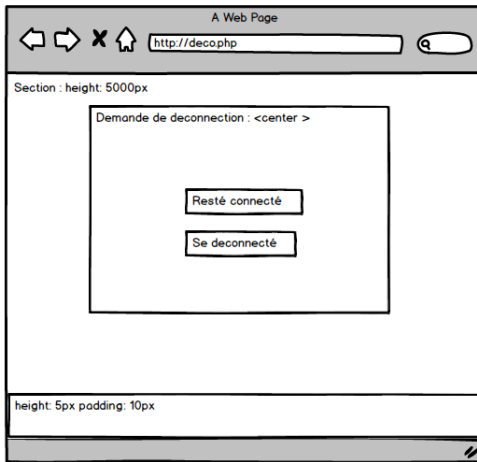 A Web Page
http://deco.php
Section : height: 5000px
Demande de deconnection : <center >
Resté connecté
Se deconnecté
height: 5px padding: 10px